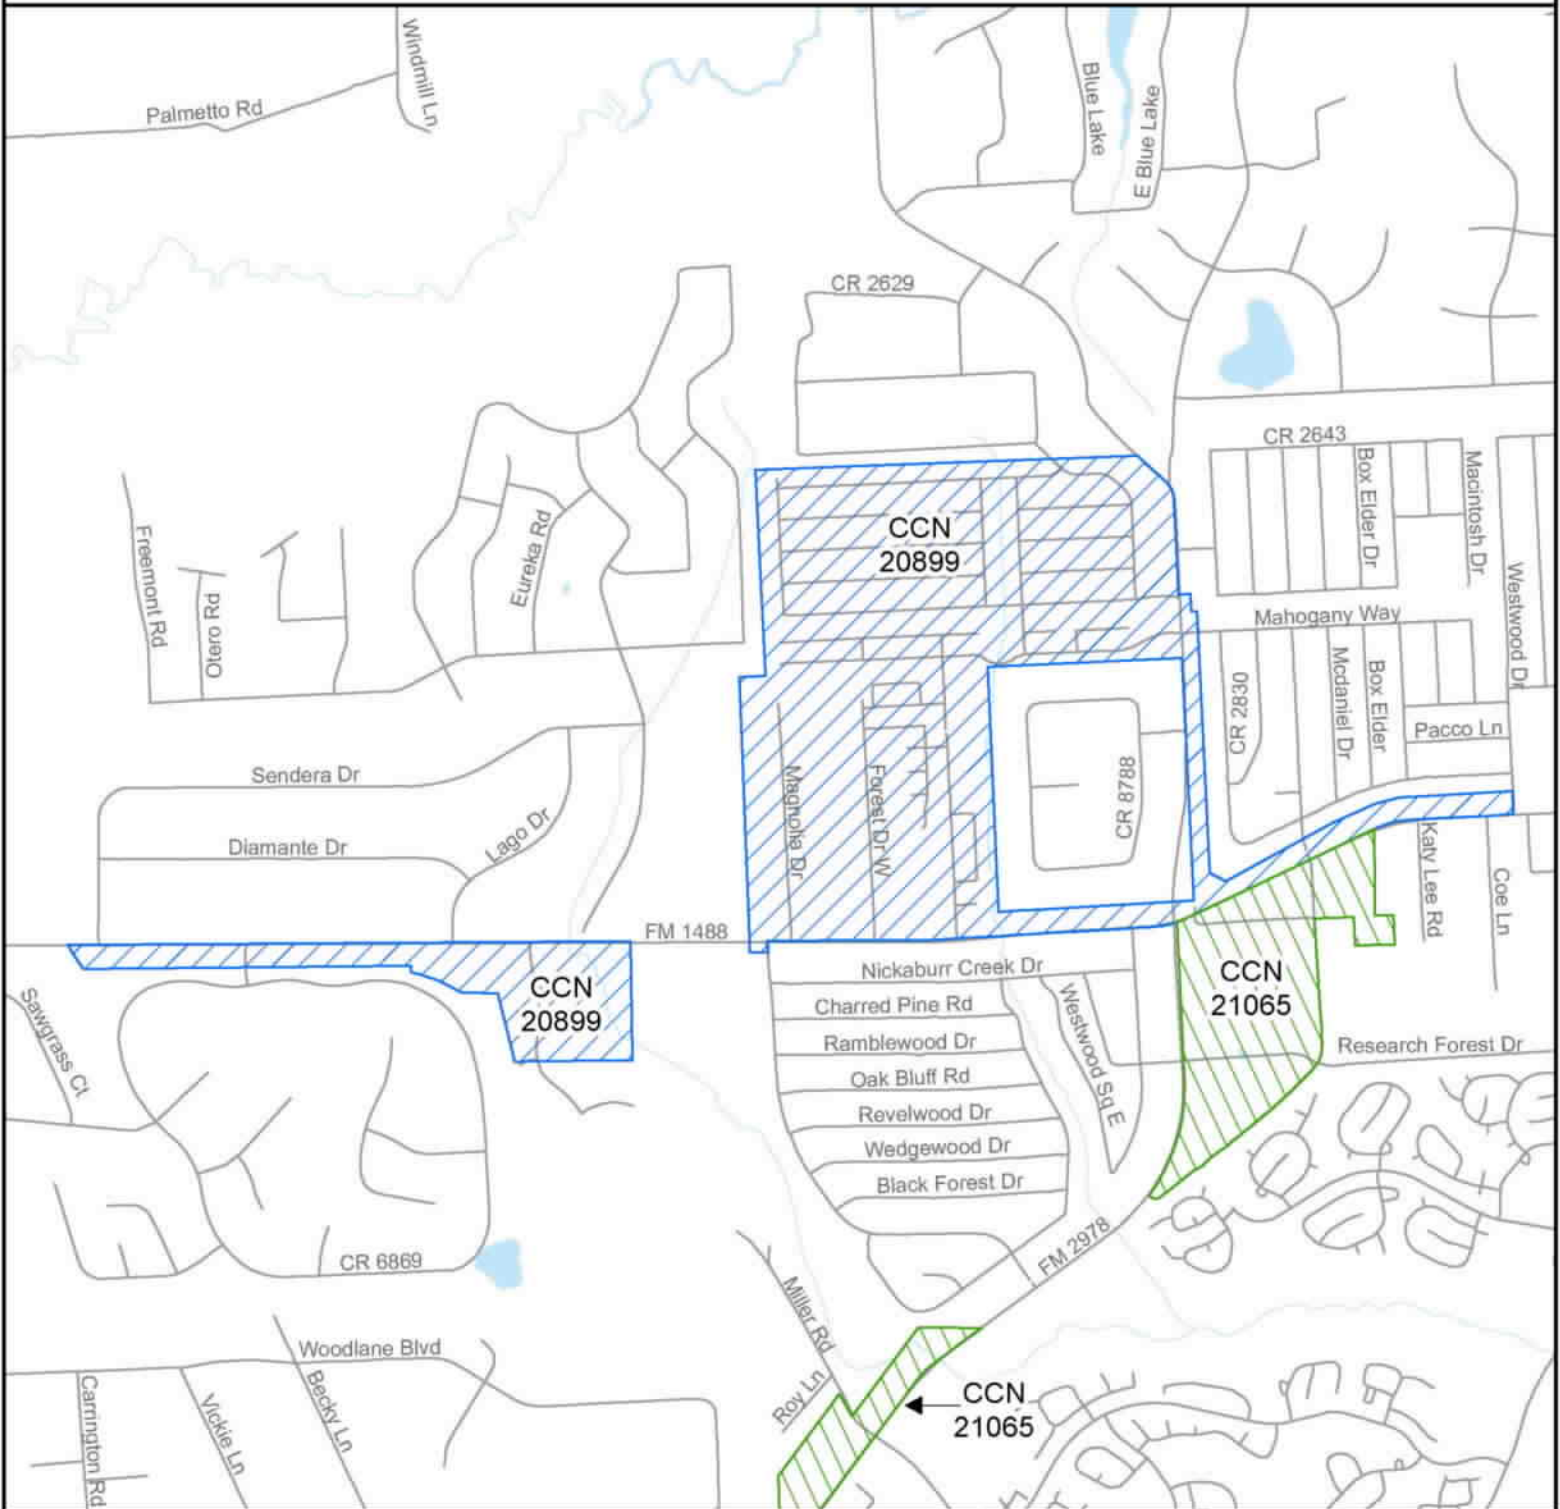 Windmill Ln
Palmetto Rd
Blue Lake
E Blue Lake
CR 2629
CR 2643
Box Elder Dr
Macintosh Dr
Westwood Dr
CCN
20899
Freemont Rd
Otero Rd
Eureka Rd
Mahogany Way
CR 2830
Mcdaniel Dr
Box Elder
Pacco Ln
Sendera Dr
Diamante Dr
Lago Dr
Magnolia Dr
Forest Dr W
CR 8788
Katy Lee Rd
Coe Ln
FM 1488
CCN
20899
Nickaburr Creek Dr
Charred Pine Rd
Ramblewood Dr
Oak Bluff Rd
Revelwood Dr
Wedgewood Dr
Black Forest Dr
Westwood Sq E
CCN
21065
Research Forest Dr
Sawgrass Ct
CR 6869
FM 2978
Miller Rd
Roy Ln
Woodlane Blvd
Carrington Rd
Vickie Ln
Becky Ln
CCN
21065